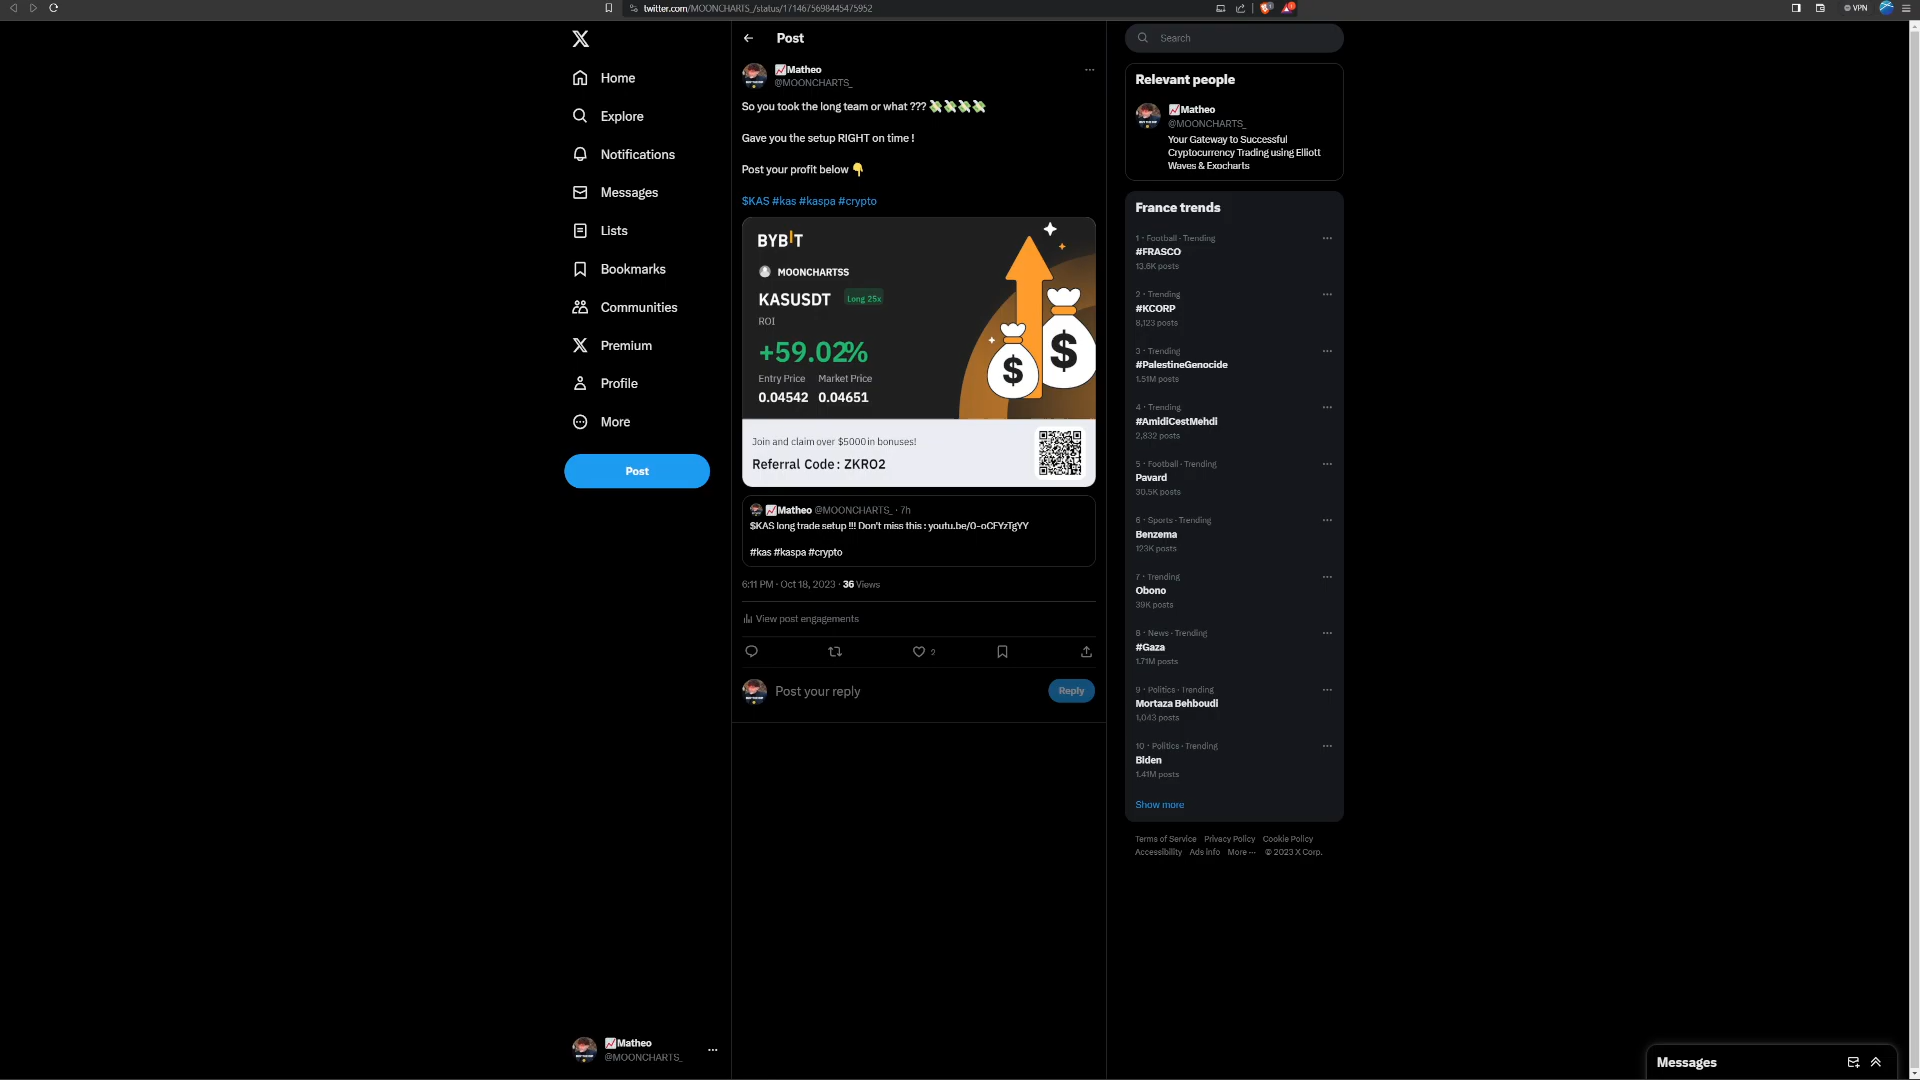 twitter.com/MOONCHARTS_/status/1714675698445475952
VPN
Home
Explore
Notifications
Messages
Lists
Bookmarks
Communities
Premium
Profile
More
Post
Matheo
@MOONCHARTS_
Post
Matheo
@MOONCHARTS_
So you took the long team or what ???
Gave you the setup RIGHT on time !
Post your profit below
$KAS #kas #kaspa #crypto
BYBIT
MOONCHARTSS
KASUSDT Long 25x
ROI
+59.02%
Entry Price Market Price
0.04542 0.04651
Join and claim over $5000 in bonuses!
Referral Code : ZKRO2
Matheo @MOONCHARTS_ · 7h
$KAS long trade setup !!! Don't miss this : youtu.be/0-oCFYzTgYY
#kas #kaspa #crypto
6:11 PM · Oct 18, 2023 · 36 Views
View post engagements
2
Post your reply
Reply
Search
Relevant people
Matheo
@MOONCHARTS_
Your Gateway to Successful
Cryptocurrency Trading using Elliott
Waves & Exocharts
France trends
1 · Football · Trending
#FRASCO
13.6K posts
2 · Trending
#KCORP
8,123 posts
3 · Trending
#PalestineGenocide
1.51M posts
4 · Trending
#AmidiCestMehdi
2,832 posts
5 · Football · Trending
Pavard
30.5K posts
6 · Sports · Trending
Benzema
123K posts
7 · Trending
Obono
39K posts
8 · News · Trending
#Gaza
1.71M posts
9 · Politics · Trending
Mortaza Behboudi
1,043 posts
10 · Politics · Trending
Biden
1.41M posts
Show more
Terms of Service Privacy Policy Cookie Policy
Accessibility Ads info More ··· © 2023 X Corp.
Messages